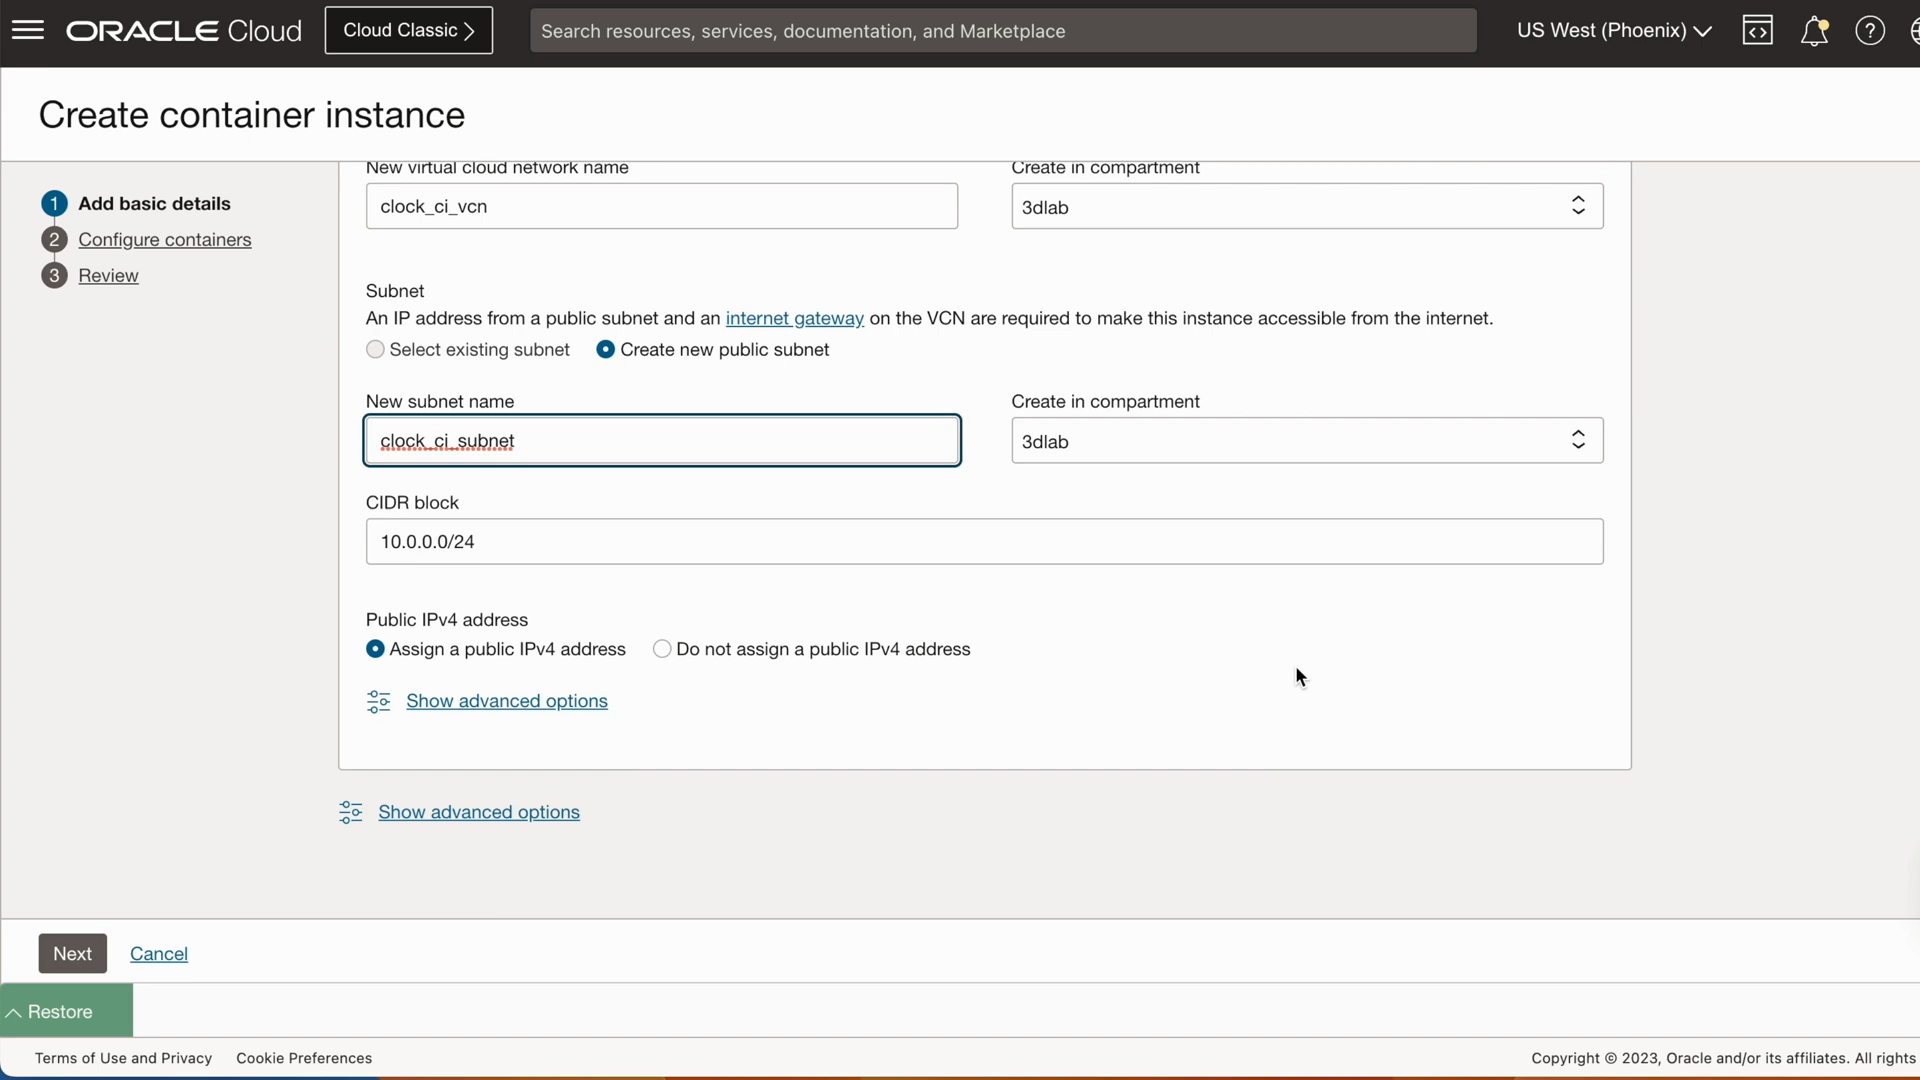 ORACLE Cloud
Cloud Classic
Search resources, services, documentation, and Marketplace
US West (Phoenix)
Create container instance
1 Add basic details
2 Configure containers
3 Review
New virtual cloud network name
Create in compartment
clock_ci_vcn
3dlab
Subnet
An IP address from a public subnet and an internet gateway on the VCN are required to make this instance accessible from the internet.
Select existing subnet
Create new public subnet
New subnet name
Create in compartment
clock_ci_subnet
3dlab
CIDR block
10.0.0.0/24
Public IPv4 address
Assign a public IPv4 address
Do not assign a public IPv4 address
Show advanced options
Show advanced options
Next
Cancel
Restore
Terms of Use and Privacy
Cookie Preferences
Copyright © 2023, Oracle and/or its affiliates. All rights